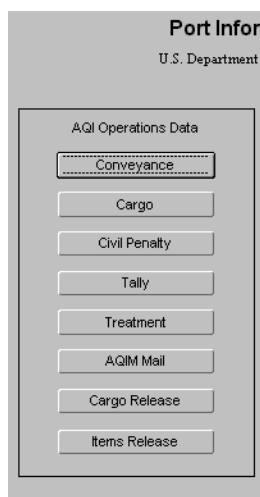 Port Infor
U.S. Department
AQI Operations Data
Conveyance
Cargo
Civil Penalty
Tally
Treatment
AQIM Mail
Cargo Release
Items Release